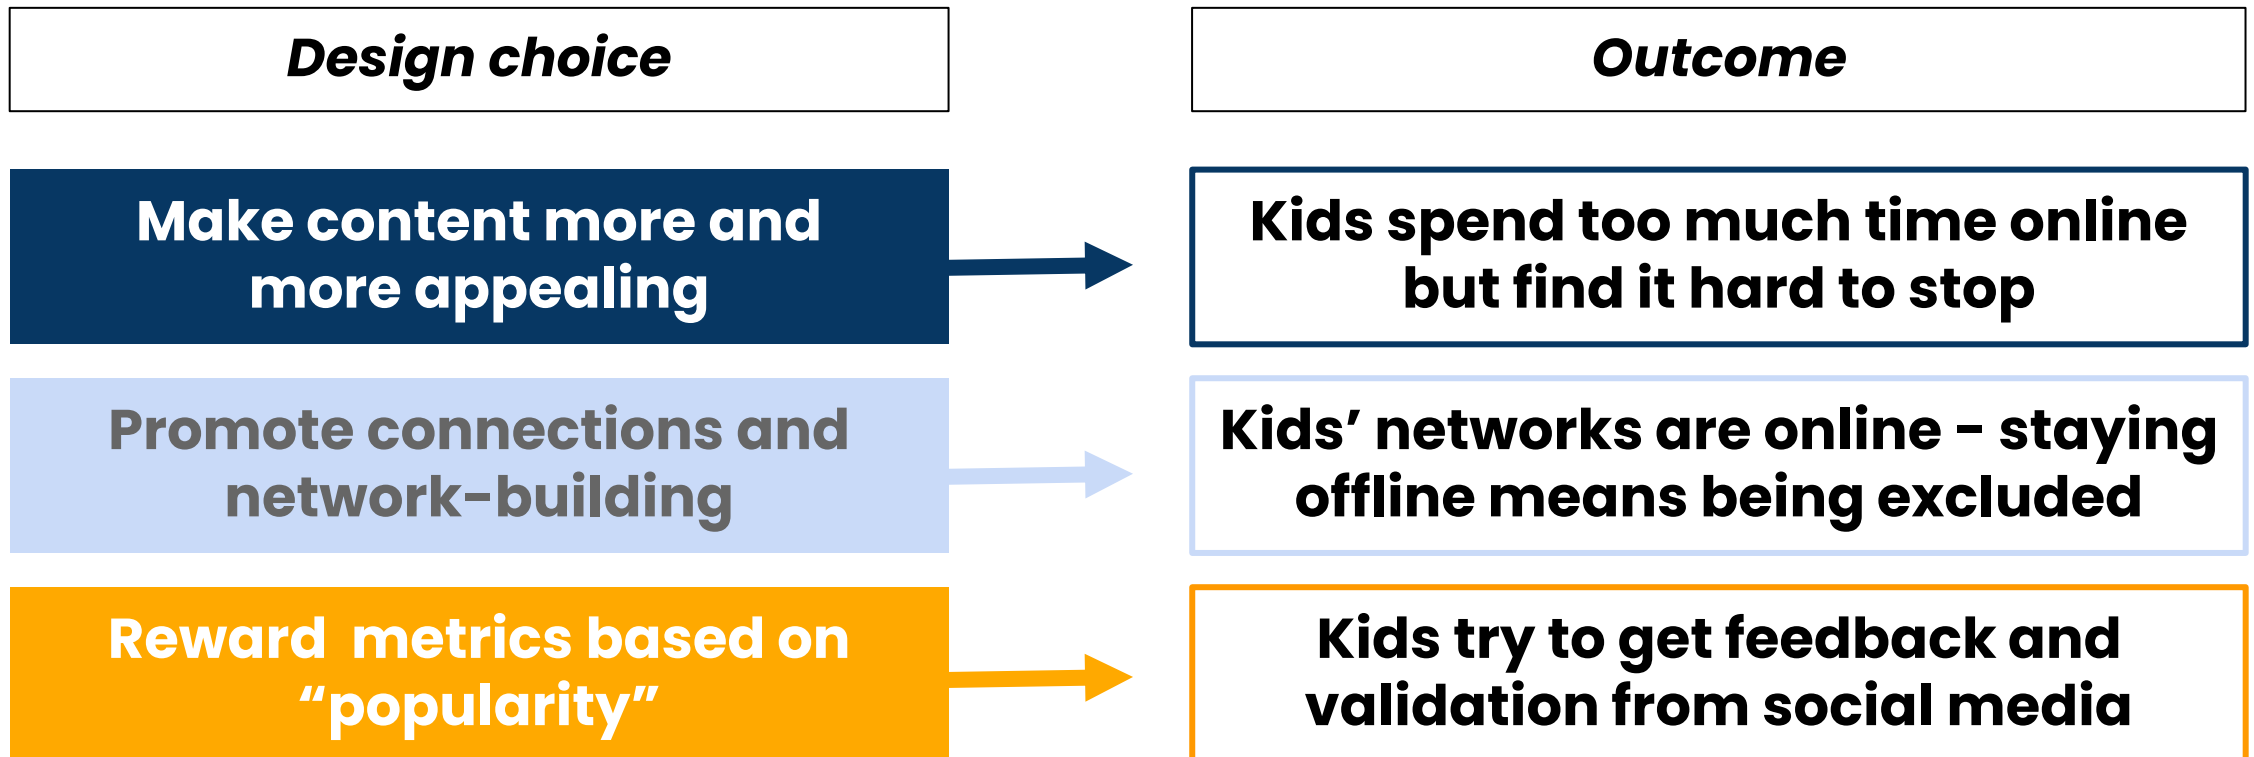 Design choice
Outcome
Make content more and
more appealing
Kids spend too much time online
but find it hard to stop
Promote connections and
network-building
Kids’ networks are online - staying
offline means being excluded
Reward  metrics based on
“popularity”
Kids try to get feedback and
validation from social media